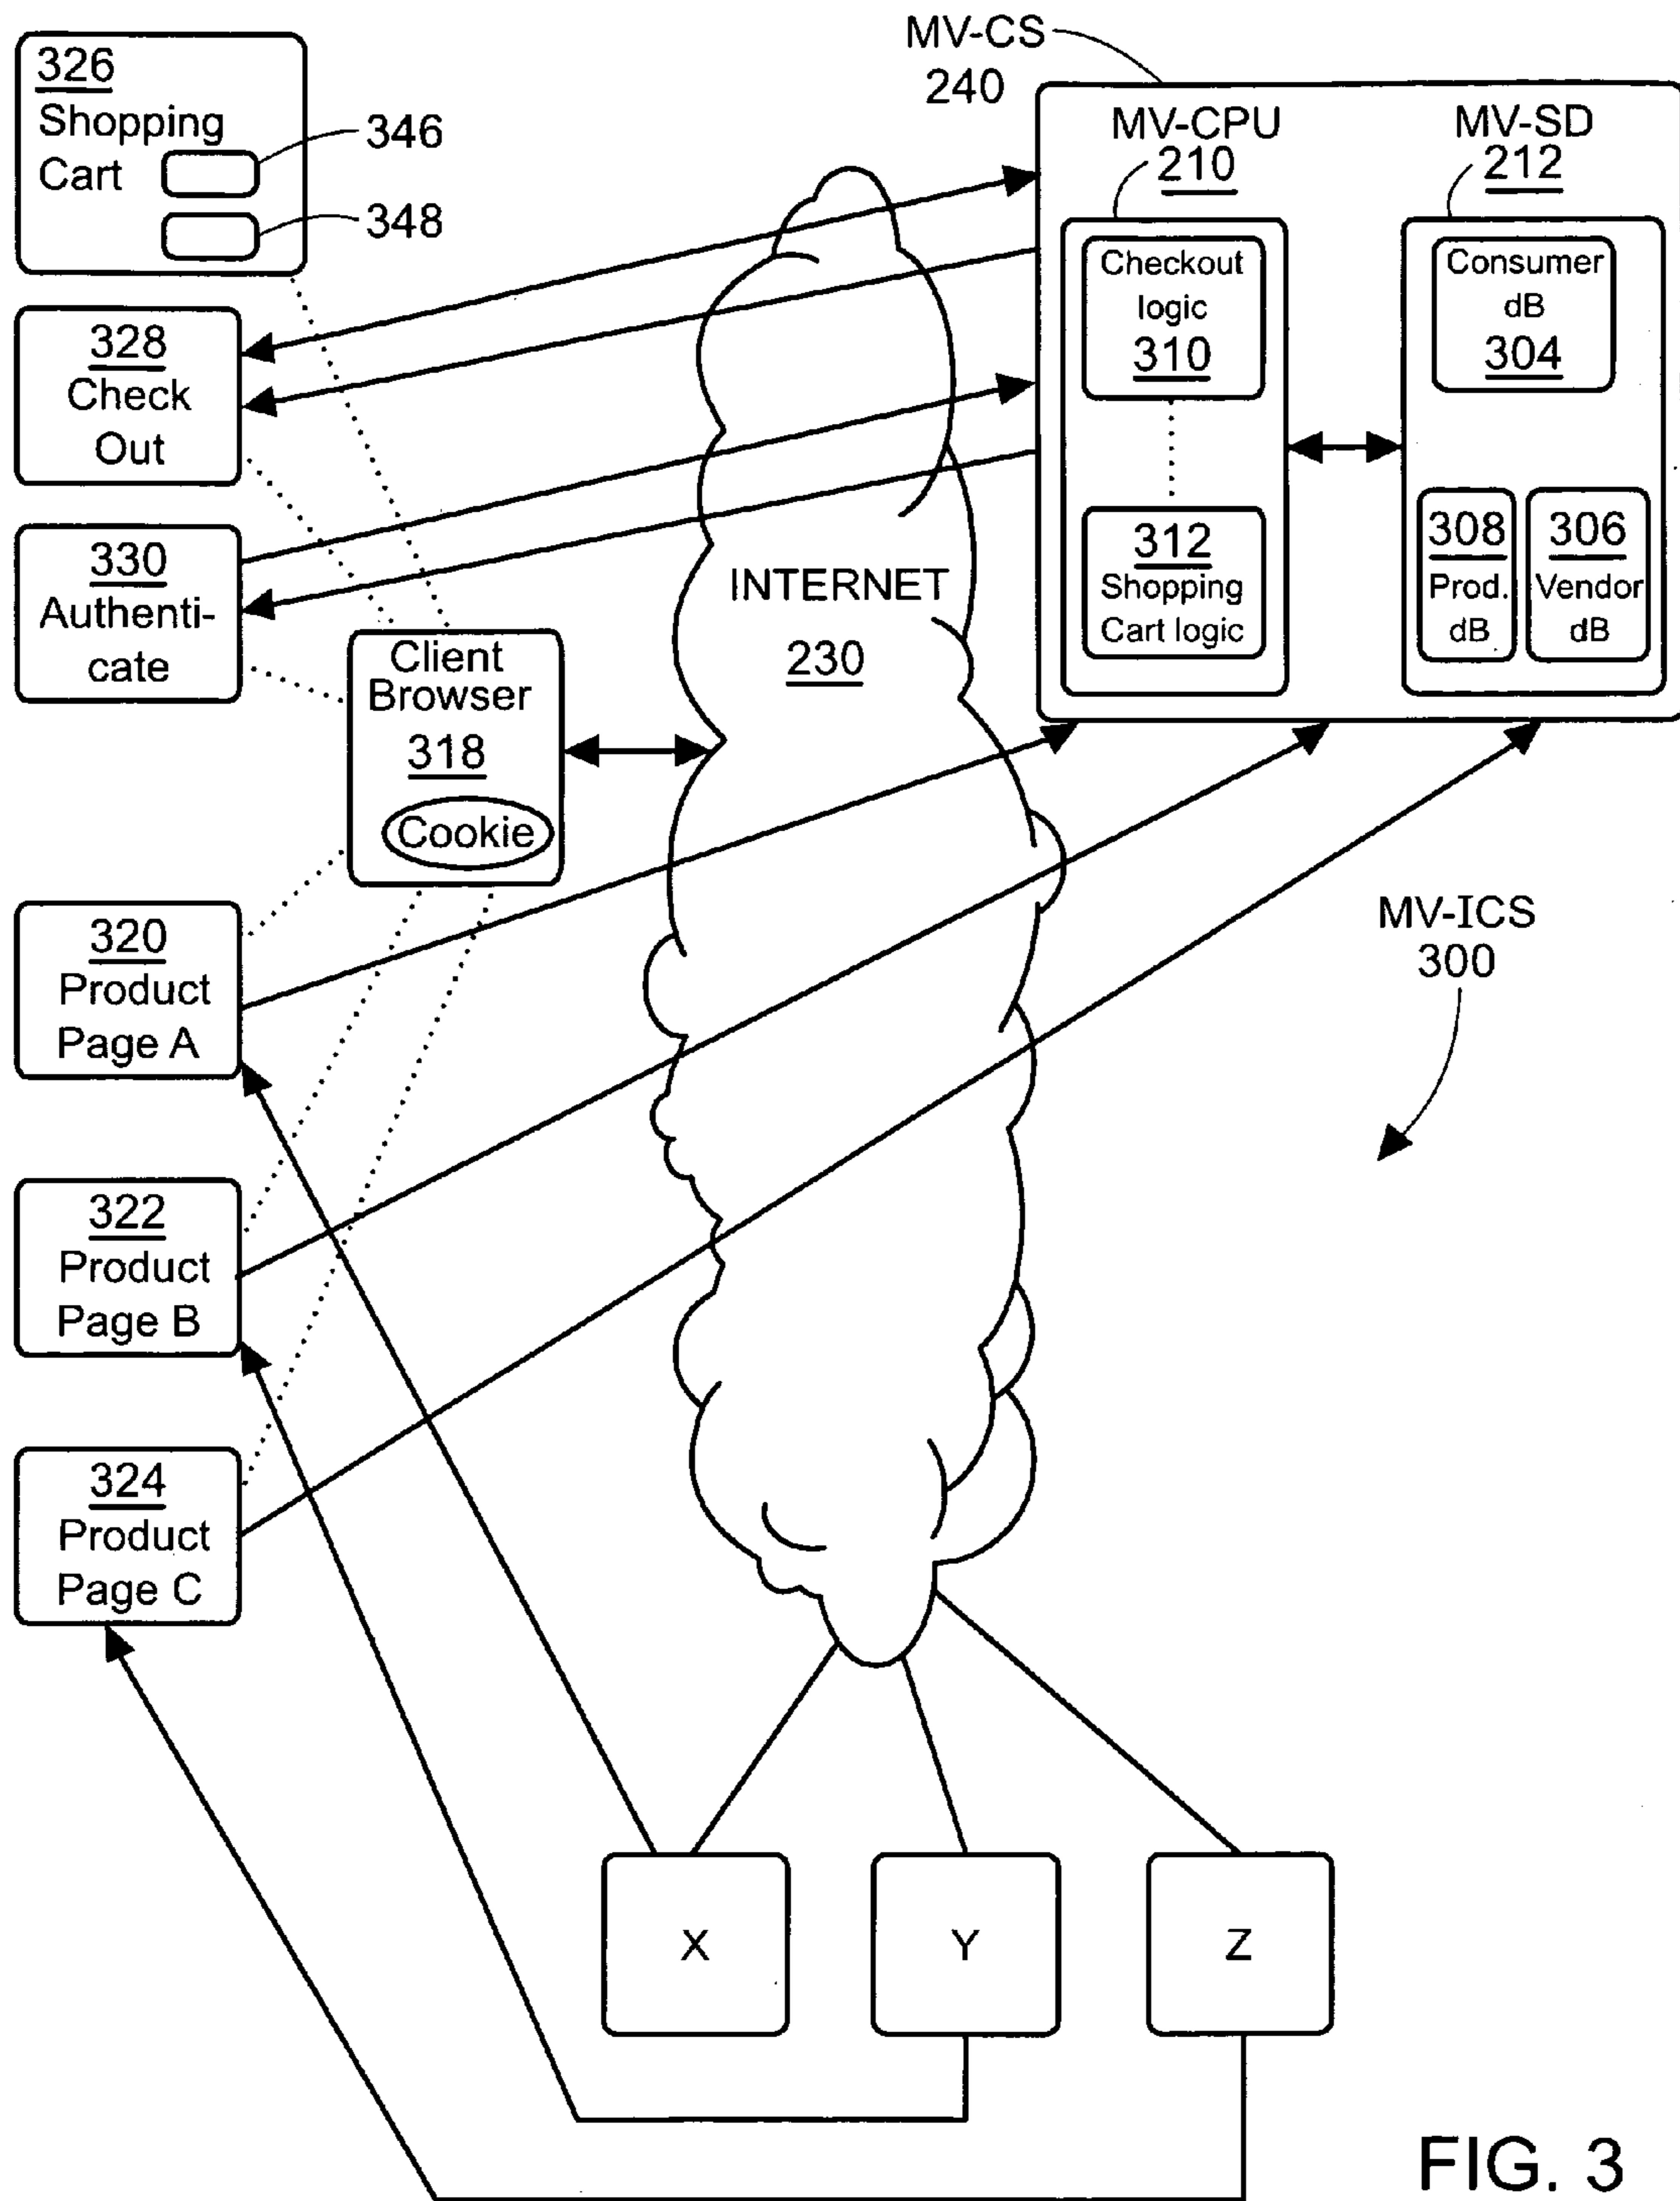 MV-CS
240
326
Shopping
Cart
346
348
MV-CPU
210
MV-SD
212
Checkout
logic
310
Consumer
dB
304
328
Check
Out
330
Authenti-
cate
312
Shopping
Cart logic
308
Prod.
dB
306
Vendor
dB
INTERNET
230
Client
Browser
318
Cookie
320
Product
Page A
MV-ICS
300
322
Product
Page B
324
Product
Page C
X
Y
Z
FIG. 3